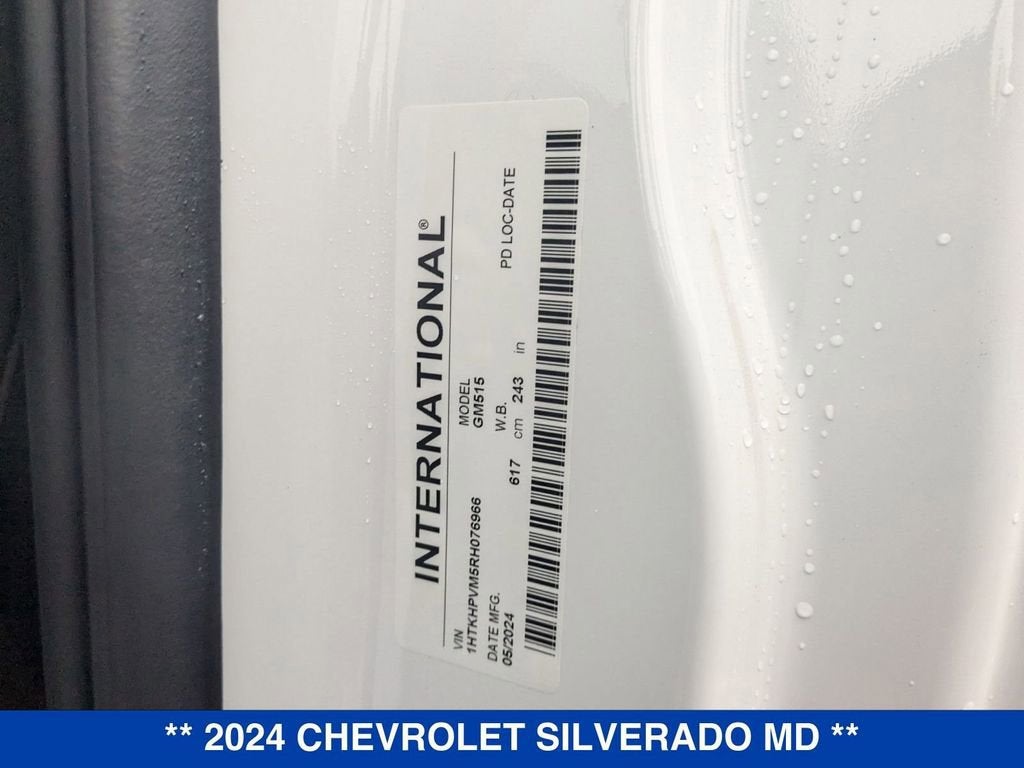 INTERNATIONAL®
VIN MODEL
1HTKHPVM5RH076966 GM515
DATE MFG. W.B. PD LOC-DATE
05/2024 617 cm 243 in
** 2024 CHEVROLET SILVERADO MD **